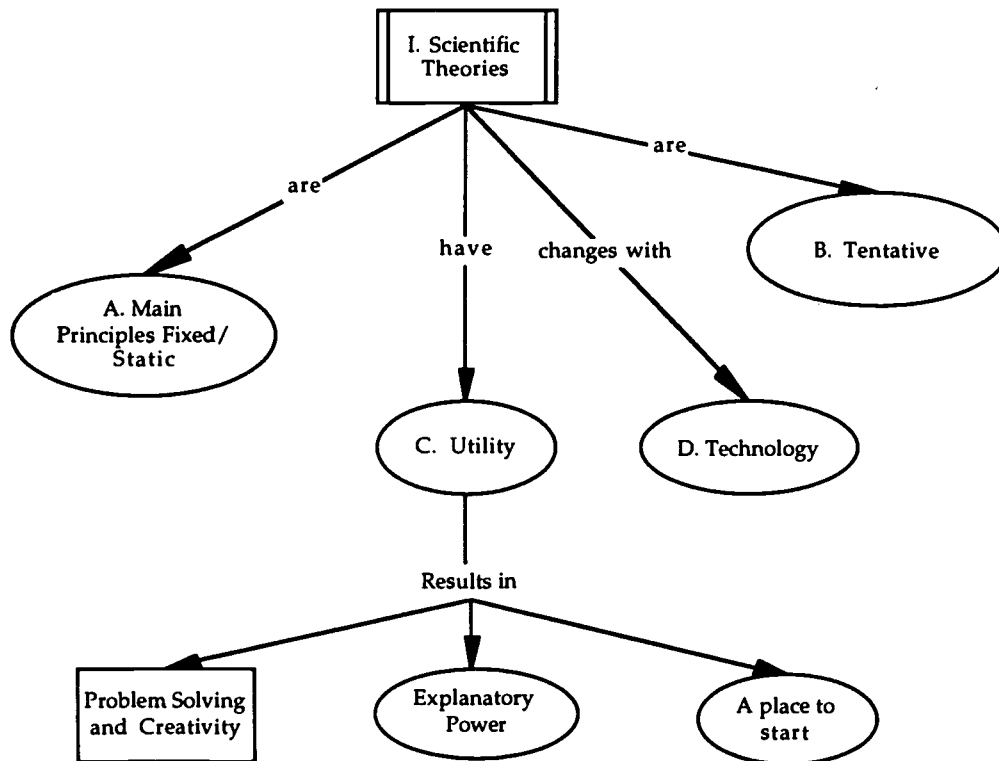 I. Scientific
Theories
are
are
have
changes with
B. Tentative
A. Main
Principles Fixed/
Static
C. Utility
D. Technology
Results in
Problem Solving
and Creativity
Explanatory
Power
A place to
start